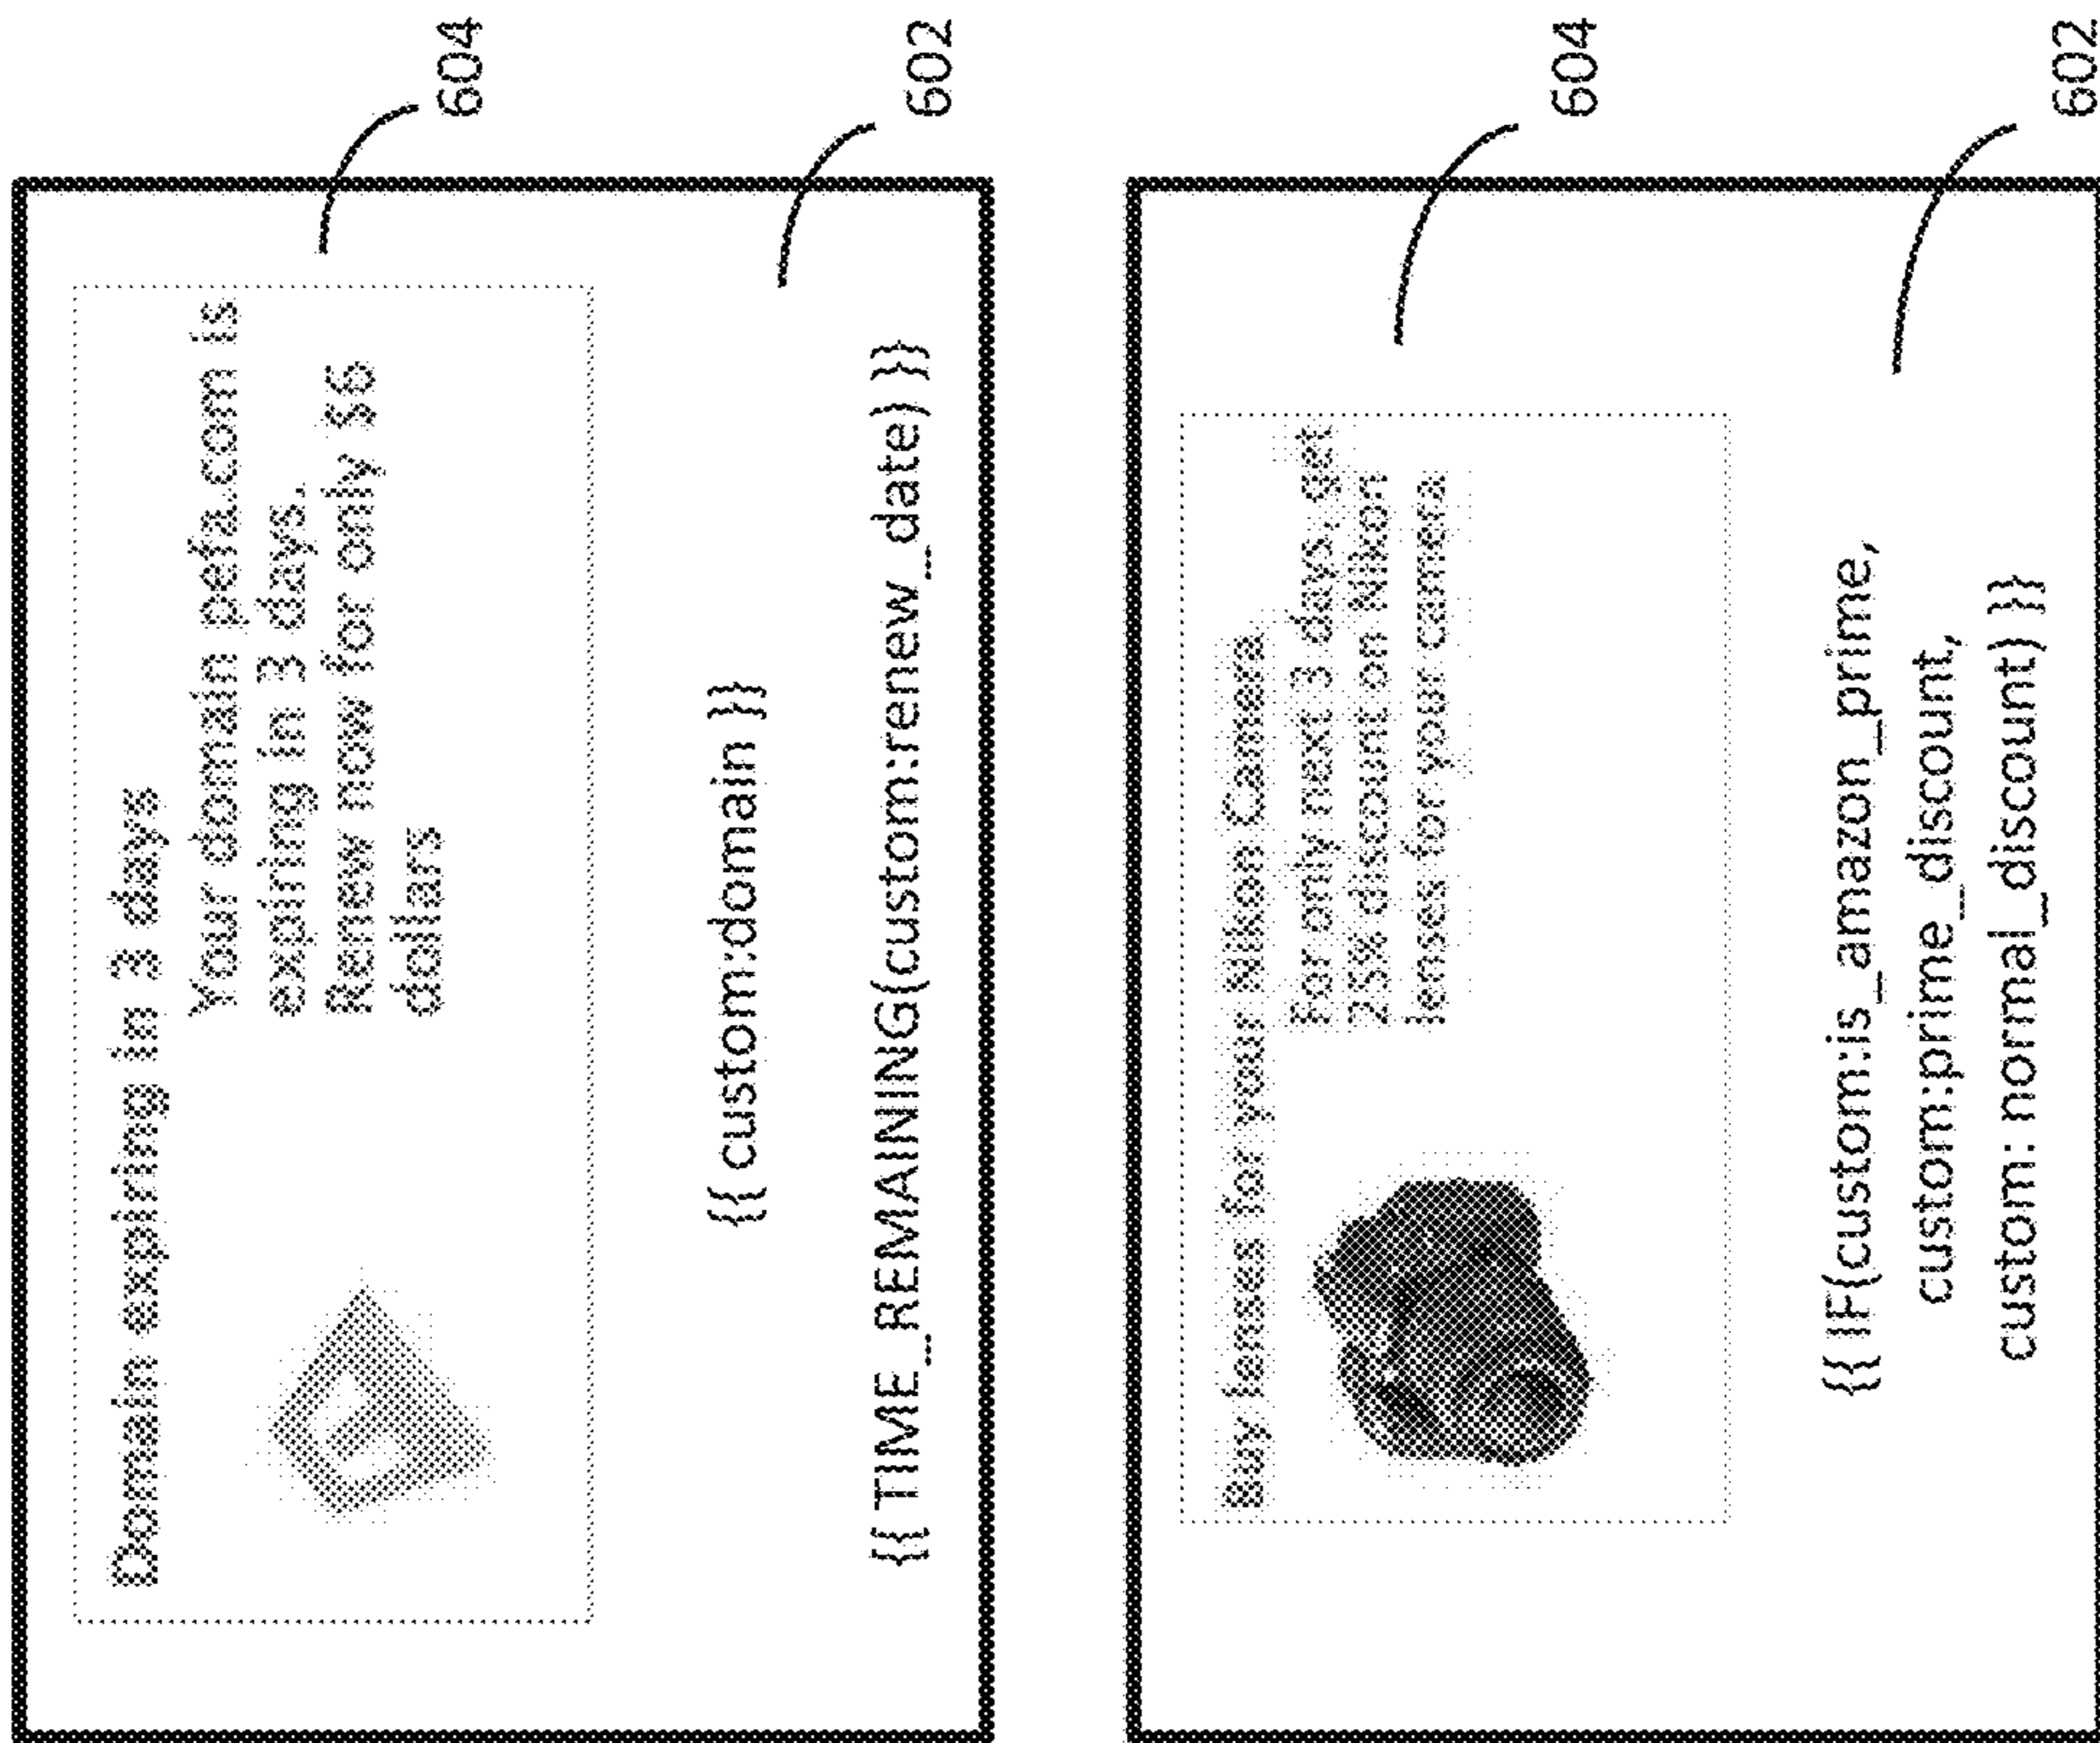 Domain expiring in 3 days
Your domain pefa.com is
expiring in 3 days.
Renew now for only $6
dollars
604
{{ custom:domain }}
{{ TIME_REMAINING(custom:renew_date) }}
602
Buy lenses for your Nikon Camera
For only next 3 days, get
25% discount on Nikon
lenses for your camera
604
{{ IF(custom:is_amazon_prime,
custom:prime_discount,
custom: normal_discount) }}
602